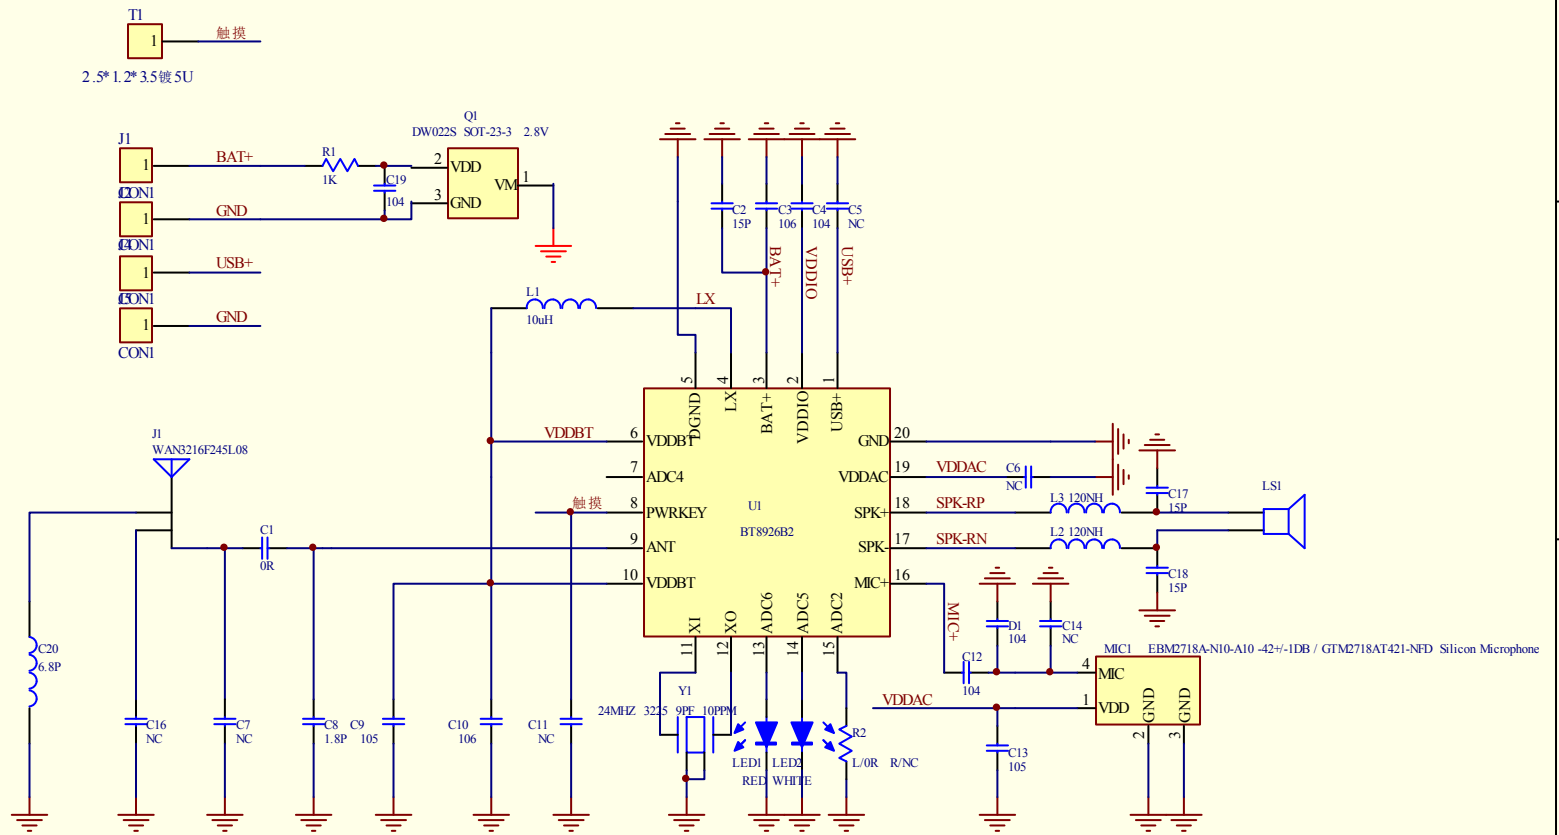 T1
1
触摸
2.5*1.2*3.5镀5U
Q1
DW022S SOT-23-3 2.8V
J1
1
BAT+
R1
1K
C19
104
2
VDD
3
GND
VM
1
J2
CON1
1
GND
J4
CON1
1
USB+
J5
CON1
1
GND
CON1
C2
15P
C3
106
C4
104
C5
NC
BAT+
VDDIO
USB+
L1
10uH
LX
5
4
3
2
1
DGND
LX
BAT+
VDDIO
USB+
J1
WAN3216F245L08
VDDBT
6
VDDBT
7
ADC4
触摸
8
PWRKEY
9
ANT
10
VDDBT
U1
BT8926B2
GND
20
VDDAC
19
VDDAC
C6
NC
SPK+
18
SPK-RP
L3 120NH
C17
15P
LS1
SPK-
17
SPK-RN
L2 120NH
C18
15P
MIC+
16
MIC+
C1
0R
XI
XO
ADC6
ADC5
ADC2
11
12
13
14
15
D1
104
C14
NC
C12
104
MIC1 EBM2718A-N10-A10 -42+/-1DB / GTM2718AT421-NFD Silicon Microphone
4
MIC
VDDAC
1
VDD
GND
GND
2
3
C13
105
C20
6.8P
C16
NC
C7
NC
C8
1.8P
C9
105
C10
106
C11
NC
Y1
24MHZ 3225 9PF 10PPM
LED1
RED
LED2
WHITE
R2
L/0R R/NC